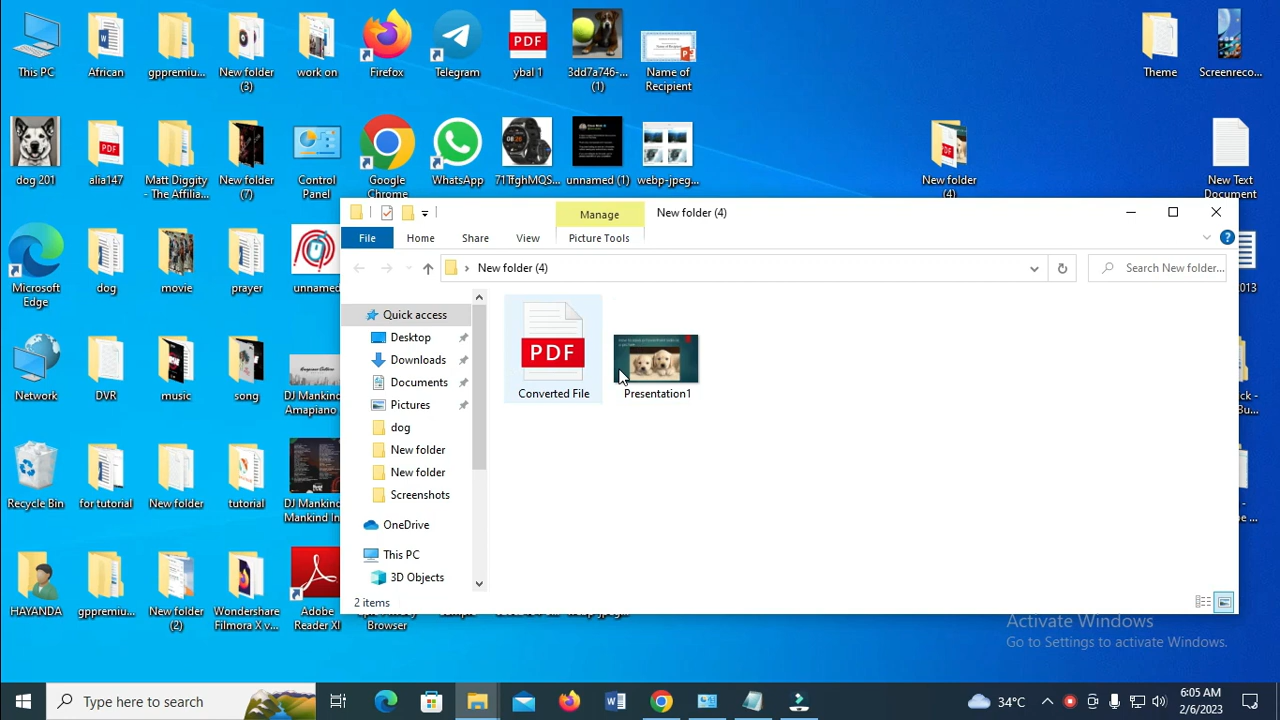 This PC
African
gppremiu...
New folder
(3)
work on
Firefox
Telegram
PDF
ybal 1
3dd7a746-...
(1)
Name of
Recipient
Theme
Screenreco...
dog 201
PDF
alia147
Matt Diggity
- The Affilia...
New folder
(7)
Control
Panel
Google
Chrome
WhatsApp
71TfghMQS...
unnamed (1)
webp-jpeg...
New folder
(4)
New Text
Document
Manage
New folder (4)
File
Home
Share
View
Picture Tools
New folder (4)
Search New folder...
Microsoft
Edge
dog
movie
prayer
unnamed
2013
Quick access
Desktop
Downloads
Documents
Pictures
dog
New folder
New folder
Screenshots
OneDrive
This PC
3D Objects
PDF
Converted File
Presentation1
2 items
Network
DVR
music
song
DJ Mankind
Amapiano
Recycle Bin
for tutorial
New folder
tutorial
DJ Mankind
Mankind In
HAYANDA
gppremiu...
New folder
(2)
Wondershare
Filmora X v...
Adobe
Reader XI
Browser
Activate Windows
Go to Settings to activate Windows.
Type here to search
34°C
6:05 AM
2/6/2023